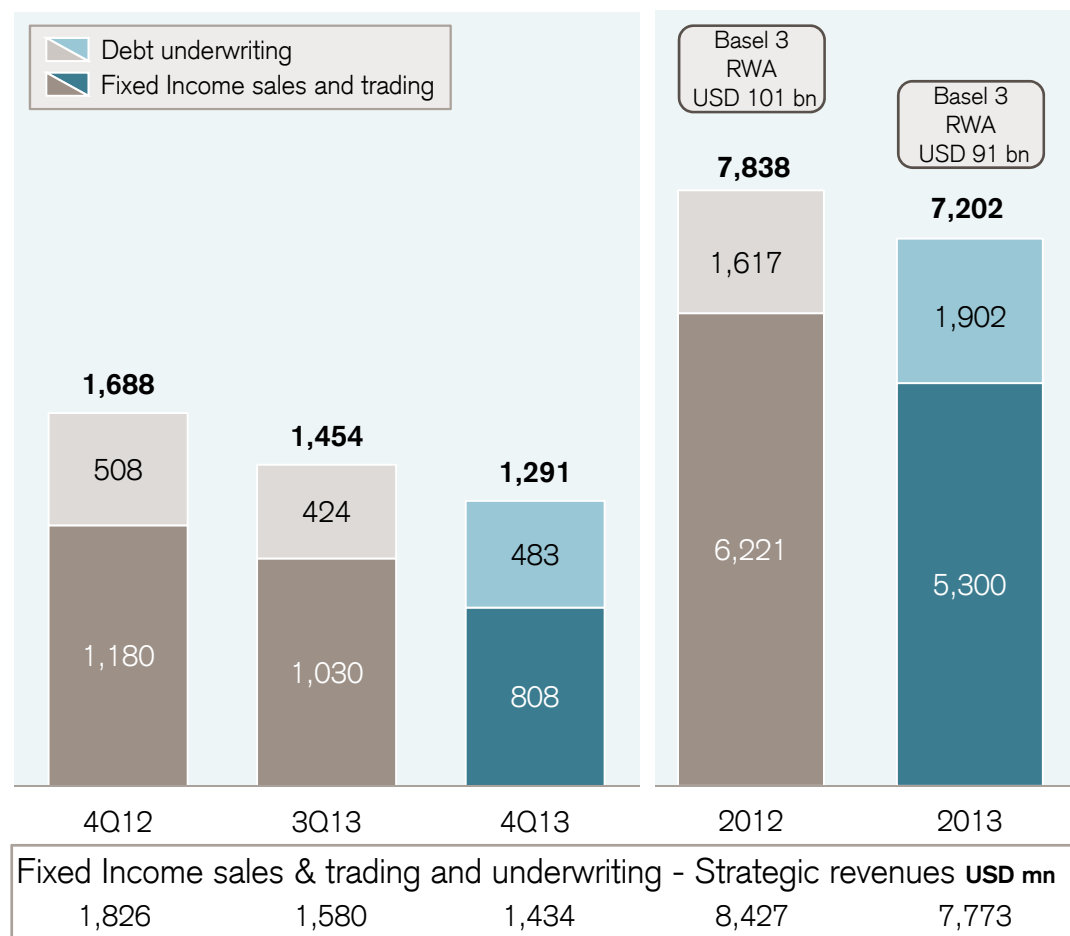 Debt underwriting
Fixed Income sales and trading
1,688
508
1,180
1,454
424
1,030
1,291
483
808
Basel 3
RWA
USD 101 bn
7,838
1,617
6,221
Basel 3
RWA
USD 91 bn
7,202
1,902
5,300
4Q12 3Q13 4Q13 2012 2013
Fixed Income sales & trading and underwriting - Strategic revenues USD mn
1,826 1,580 1,434 8,427 7,773